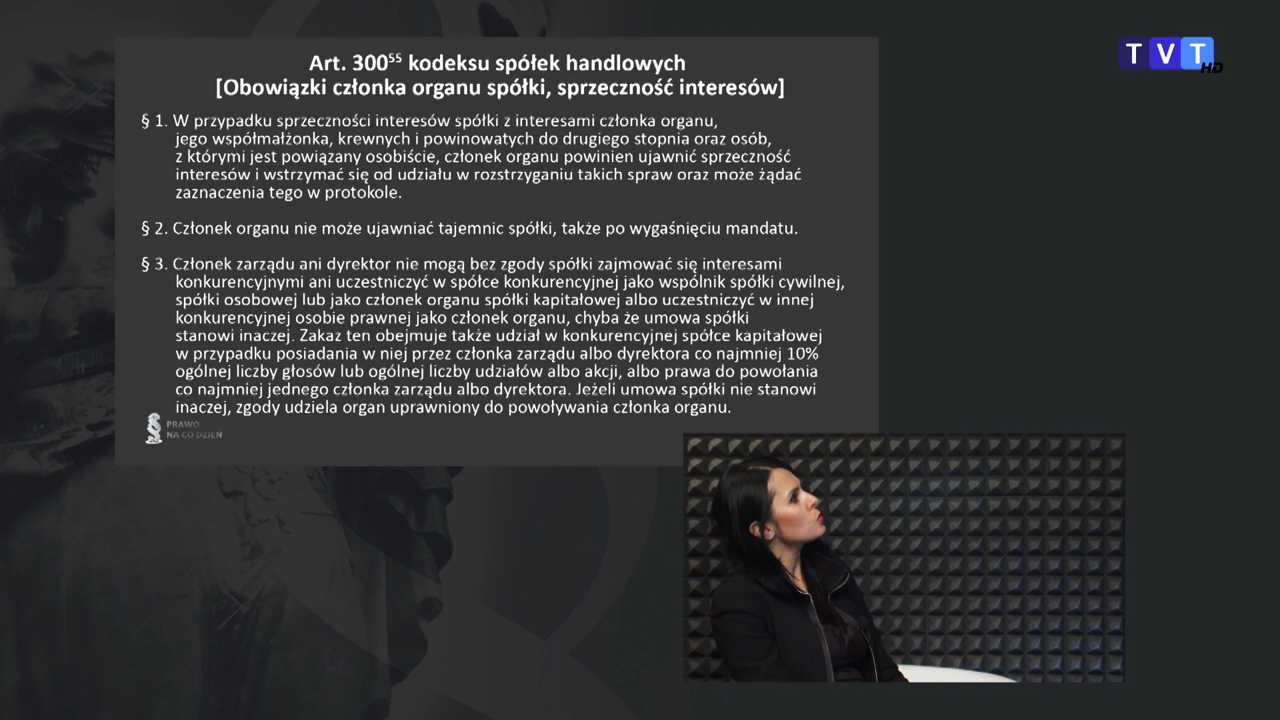 Art. 300⁵⁵ kodeksu spółek handlowych
[Obowiązki członka organu spółki, sprzeczność interesów]
§ 1. W przypadku sprzeczności interesów spółki z interesami członka organu,
jego współmałżonka, krewnych i powinowatych do drugiego stopnia oraz osób,
z którymi jest powiązany osobiście, członek organu powinien ujawnić sprzeczność
interesów i wstrzymać się od udziału w rozstrzyganiu takich spraw oraz może żądać
zaznaczenia tego w protokole.
§ 2. Członek organu nie może ujawniać tajemnic spółki, także po wygaśnięciu mandatu.
§ 3. Członek zarządu ani dyrektor nie mogą bez zgody spółki zajmować się interesami
konkurencyjnymi ani uczestniczyć w spółce konkurencyjnej jako wspólnik spółki cywilnej,
spółki osobowej lub jako członek organu spółki kapitałowej albo uczestniczyć w innej
konkurencyjnej osobie prawnej jako członek organu, chyba że umowa spółki
stanowi inaczej. Zakaz ten obejmuje także udział w konkurencyjnej spółce kapitałowej
w przypadku posiadania w niej przez członka zarządu albo dyrektora co najmniej 10%
ogólnej liczby głosów lub ogólnej liczby udziałów albo akcji, albo prawa do powołania
co najmniej jednego członka zarządu albo dyrektora. Jeżeli umowa spółki nie stanowi
inaczej, zgody udziela organ uprawniony do powoływania członka organu.
PRAWO
NA CO DZIEŃ
TVT HD